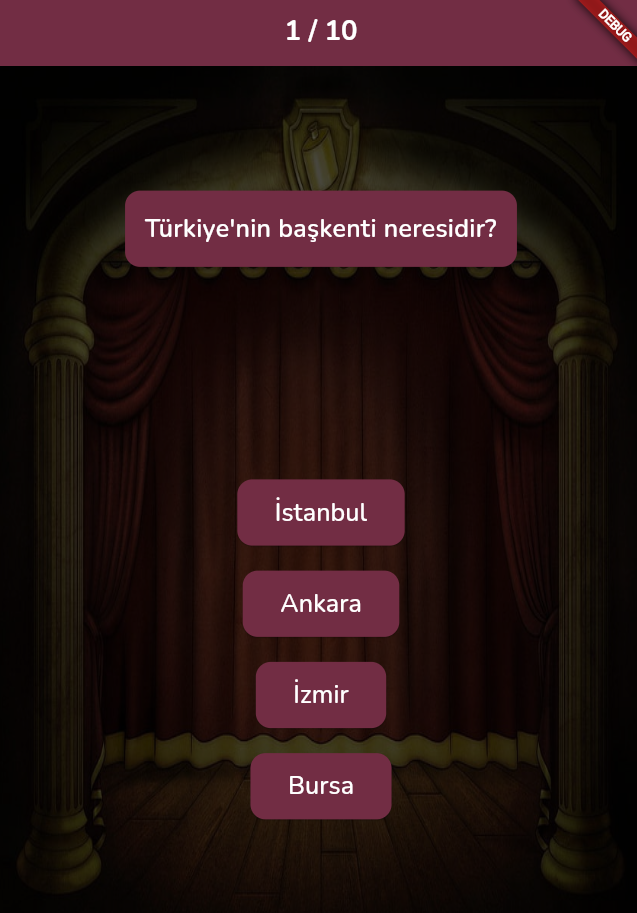 1 / 10
DEBUG
Türkiye'nin başkenti neresidir?
İstanbul
Ankara
İzmir
Bursa